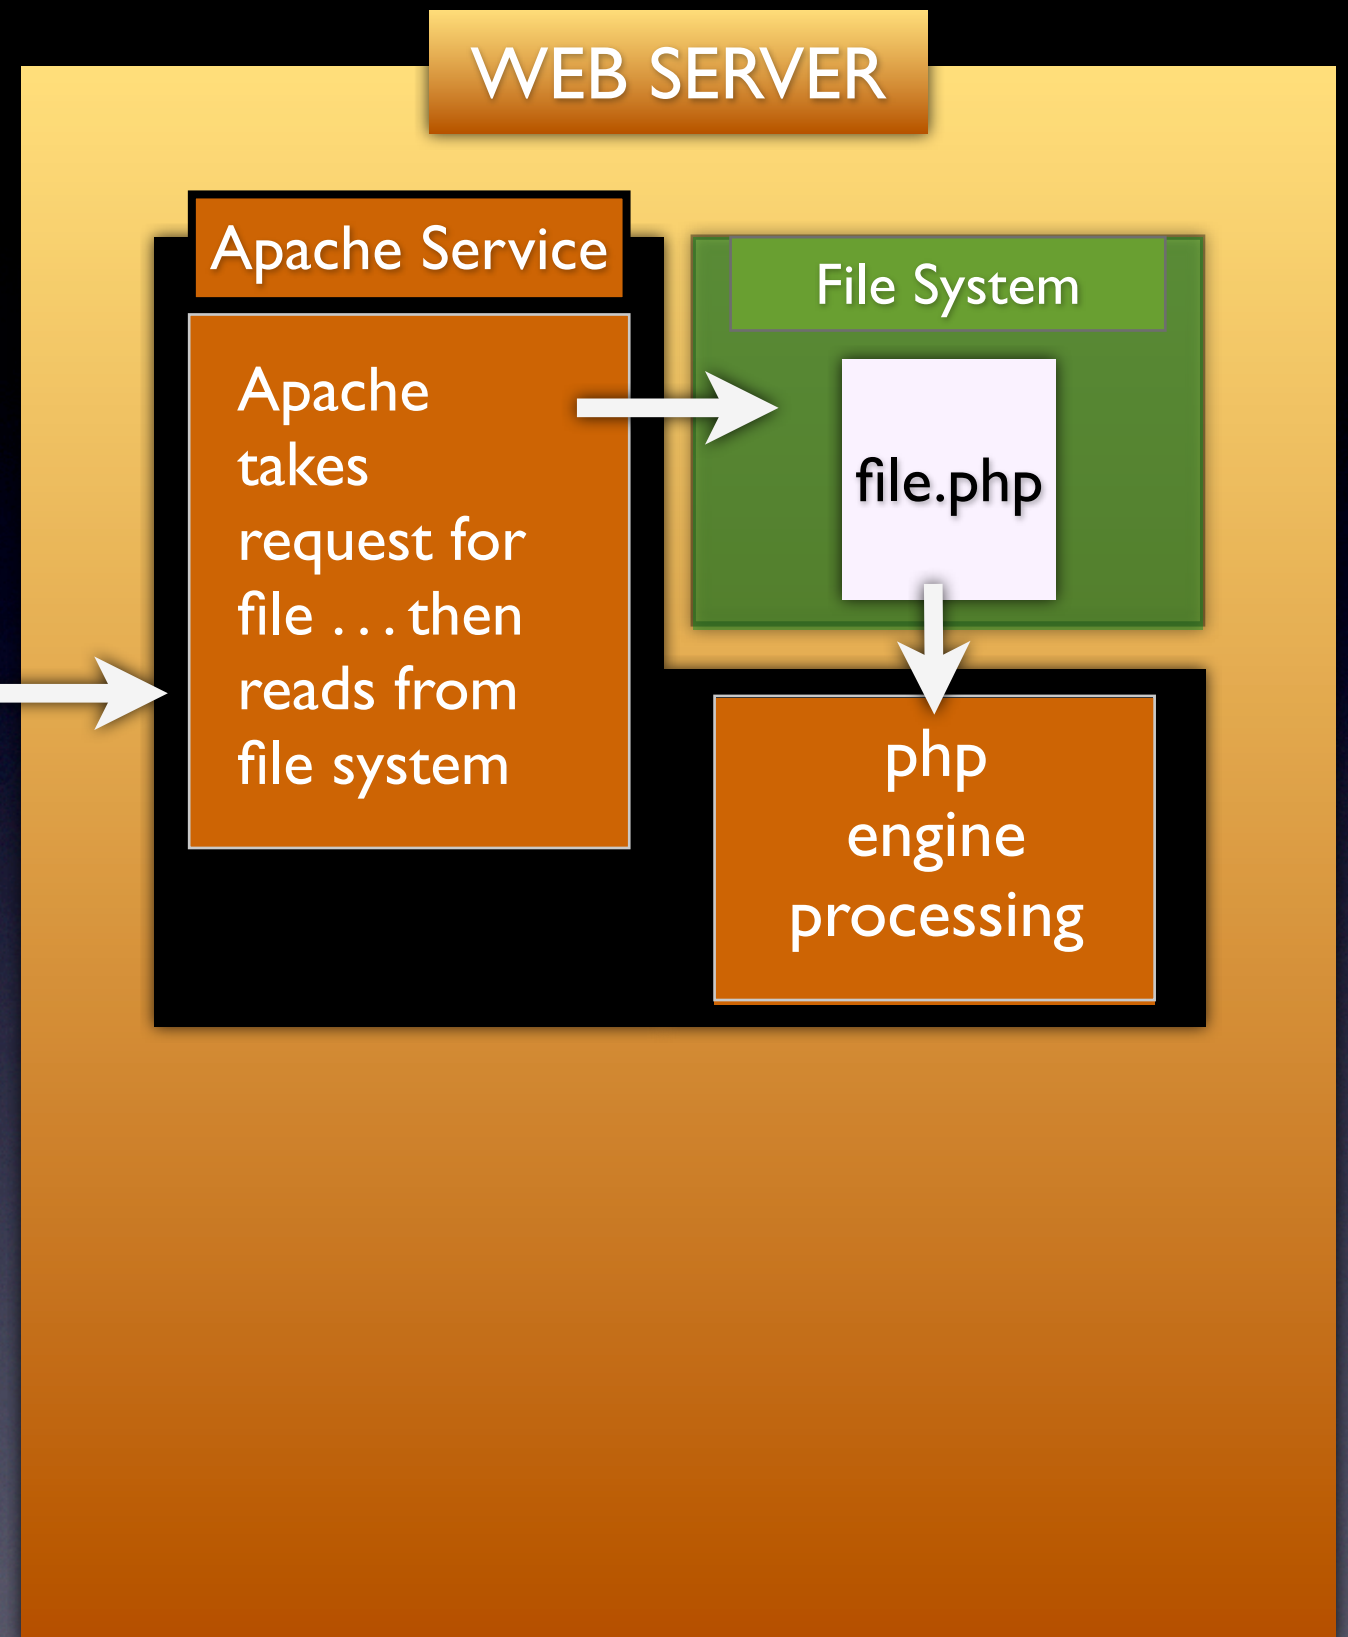 WEB SERVER
Apache Service
Apache
takes
request for
file . . . then
reads from
file system
File System
file.php
php
engine
processing